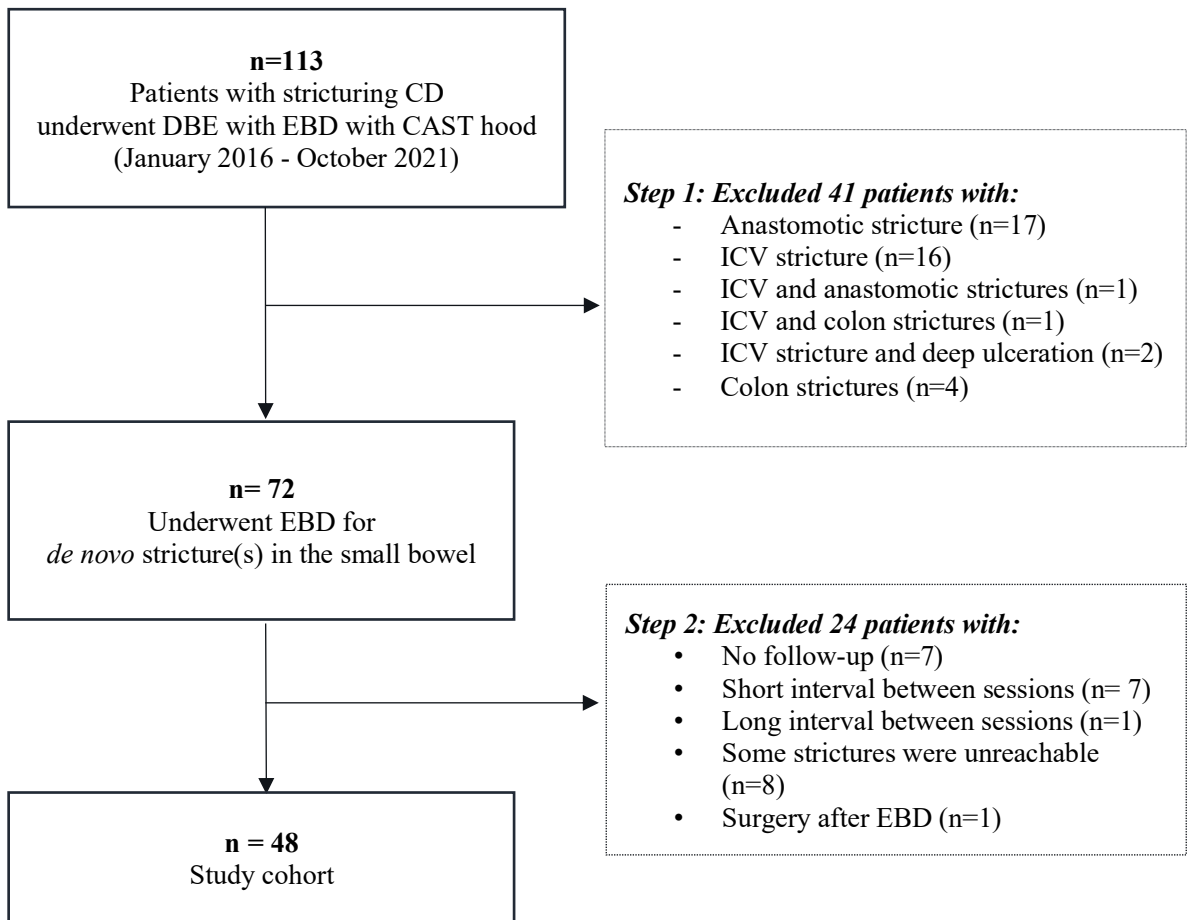 n=113
Patients with stricturing CD
underwent DBE with EBD with CAST hood
(January 2016 - October 2021)
Step 1: Excluded 41 patients with:
- Anastomotic stricture (n=17)
- ICV stricture (n=16)
- ICV and anastomotic strictures (n=1)
- ICV and colon strictures (n=1)
- ICV stricture and deep ulceration (n=2)
- Colon strictures (n=4)
n= 72
Underwent EBD for
de novo stricture(s) in the small bowel
Step 2: Excluded 24 patients with:
• No follow-up (n=7)
• Short interval between sessions (n= 7)
• Long interval between sessions (n=1)
• Some strictures were unreachable
(n=8)
• Surgery after EBD (n=1)
n = 48
Study cohort